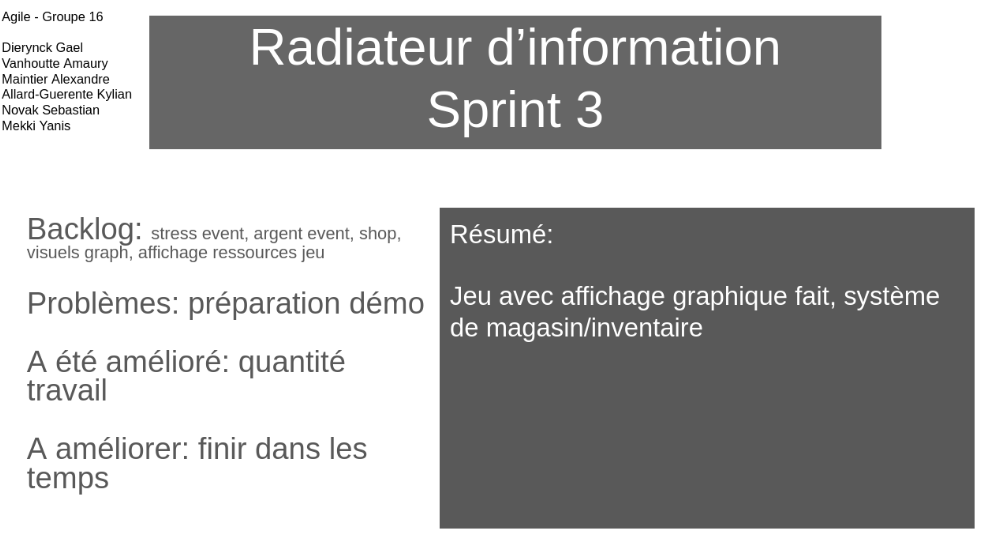 Agile - Groupe 16
Dierynck Gael
Vanhoutte Amaury
Maintier Alexandre
Allard-Guerente Kylian
Novak Sebastian
Mekki Yanis
Radiateur d’information
Sprint 3
Backlog: stress event, argent event, shop,
visuels graph, affichage ressources jeu
Problèmes: préparation démo
A été amélioré: quantité
travail
A améliorer: finir dans les
temps
Résumé:
Jeu avec affichage graphique fait, système
de magasin/inventaire